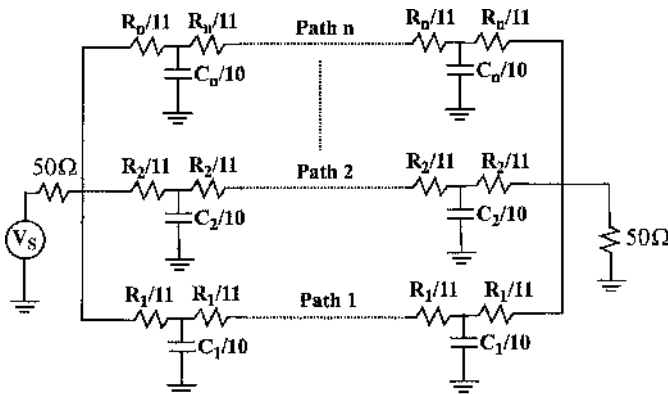 Rₙ/11 Rₙ/11 Path n Rₙ/11 Rₙ/11
Cₙ/10 Cₙ/10
50Ω R₂/11 R₂/11 Path 2 R₂/11 R₂/11
C₂/10 C₂/10
V_S 50Ω
R₁/11 R₁/11 Path 1 R₁/11 R₁/11
C₁/10 C₁/10